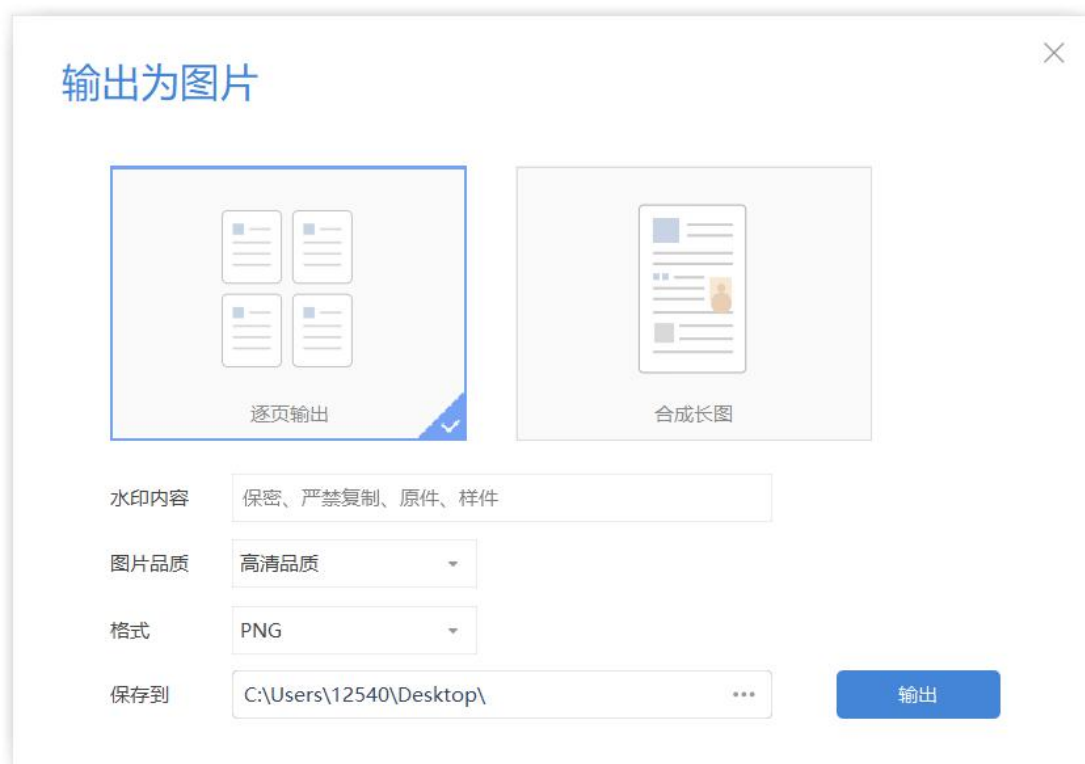 输出为图片
逐页输出
合成长图
水印内容 保密、严禁复制、原件、样件
图片品质 高清品质
格式 PNG
保存到 C:\Users\12540\Desktop\ ... 输出